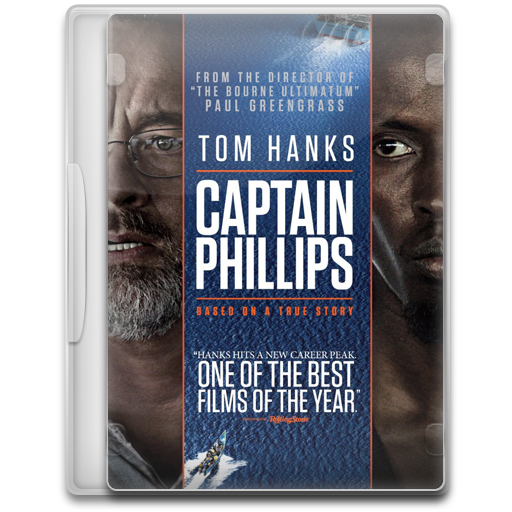 FROM THE DIRECTOR OF
"THE BOURNE ULTIMATUM"
PAUL GREENGRASS
TOM HANKS
CAPTAIN
PHILLIPS
BASED ON A TRUE STORY
"HANKS HITS A NEW CAREER PEAK.
ONE OF THE BEST
FILMS OF THE YEAR."
RollingStone